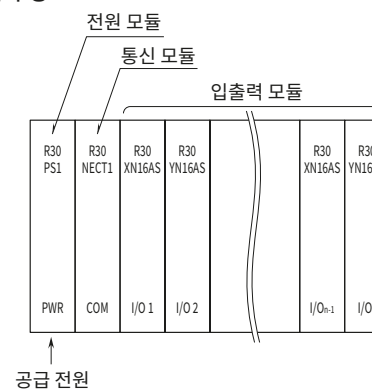 전원 모듈
통신 모듈
입출력 모듈
R30 PS1
R30 NECT1
R30 XN16AS
R30 YN16AS
R30 XN16AS
PWR
COM
I/O 1
I/O 2
I/On-1
I/O
공급 전원